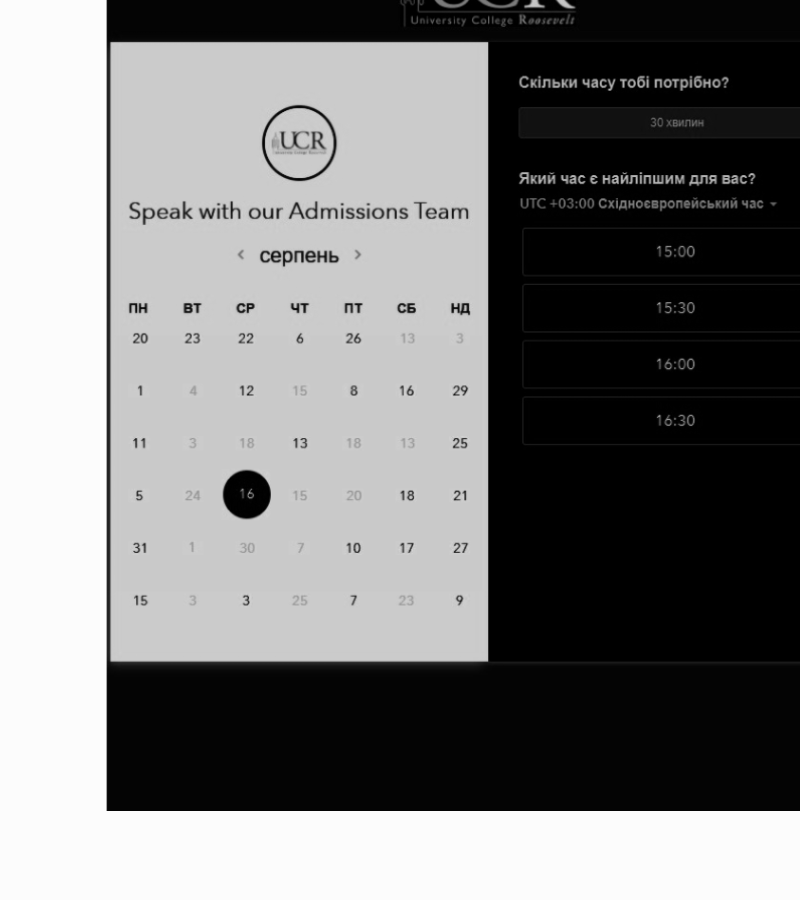 UCR
University College Roosevelt
UCR
Speak with our Admissions Team
‹ серпень ›
ПН ВТ СР ЧТ ПТ СБ НД
20 23 22 6 26 13 3
1 4 12 15 8 16 29
11 3 18 13 18 13 25
5 24 16 15 20 18 21
31 1 30 7 10 17 27
15 3 3 25 7 23 9
Скільки часу тобі потрібно?
30 хвилин
Який час є найліпшим для вас?
UTC +03:00 Східноєвропейський час
15:00
15:30
16:00
16:30